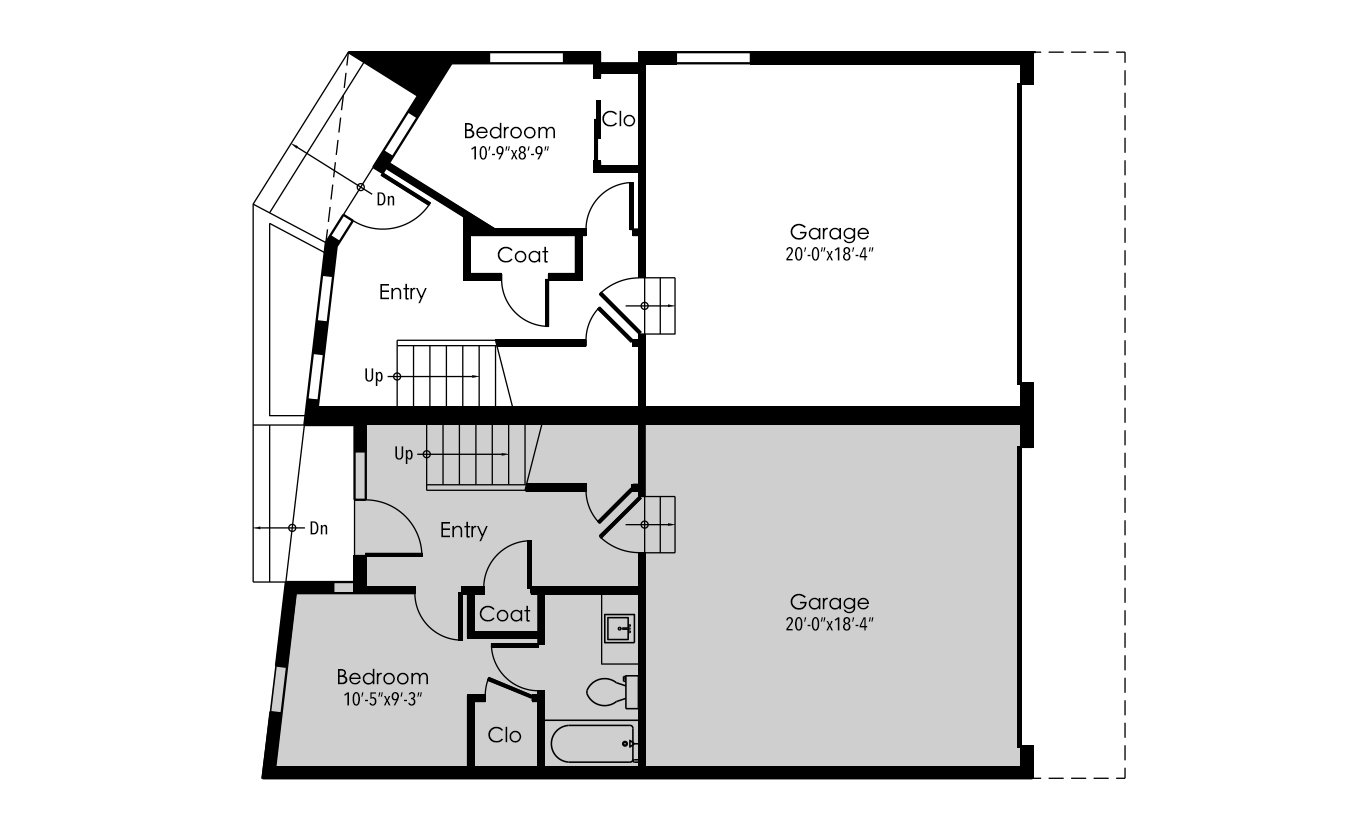 Bedroom
10'-9"x8'-9"
Clo
Dn
Garage
20'-0"x18'-4"
Coat
Entry
Up
Up
Dn
Entry
Coat
Garage
20'-0"x18'-4"
Bedroom
10'-5"x9'-3"
Clo